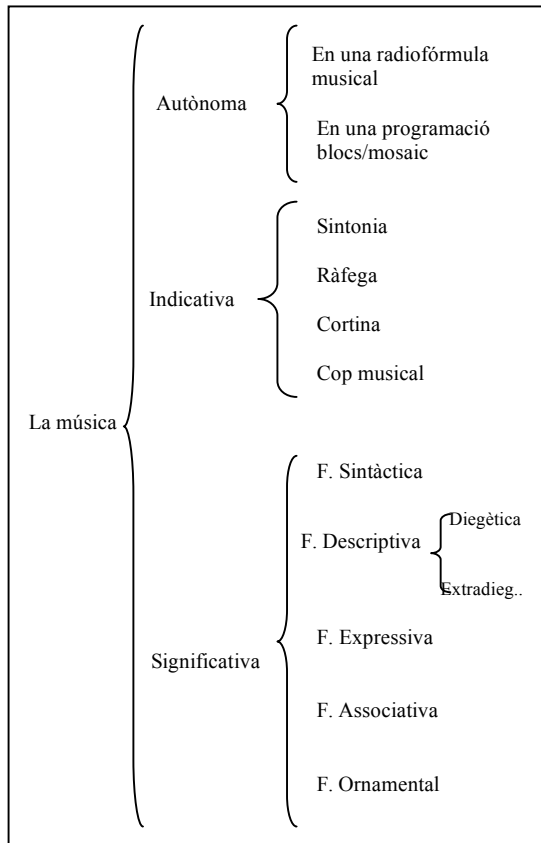 La música
Autònoma
En una radiofórmula
musical
En una programació
blocs/mosaic
Indicativa
Sintonia
Ràfega
Cortina
Cop musical
Significativa
F. Sintàctica
F. Descriptiva
Diegètica
Extradieg..
F. Expressiva
F. Associativa
F. Ornamental